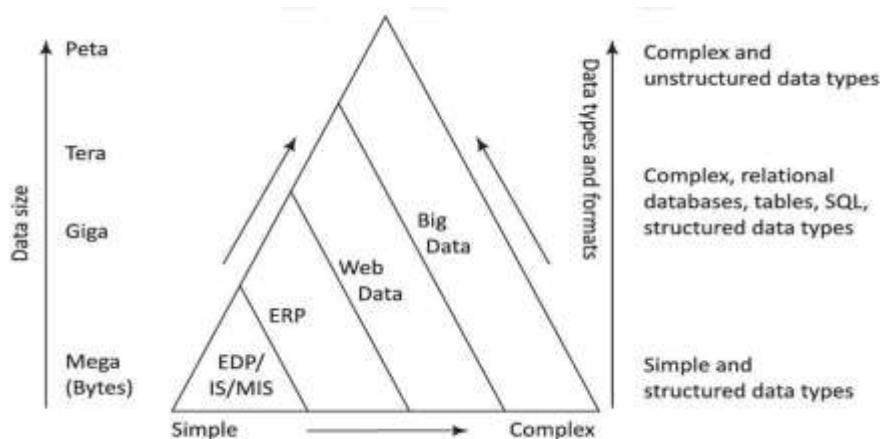 Data size
Peta
Tera
Giga
Mega
(Bytes)
EDP/
IS/MIS
ERP
Web
Data
Big
Data
Simple
Complex
Data types and formats
Complex and
unstructured data types
Complex, relational
databases, tables, SQL,
structured data types
Simple and
structured data types